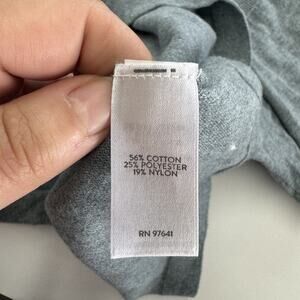 56% COTTON
25% POLYESTER
19% NYLON
RN 97641